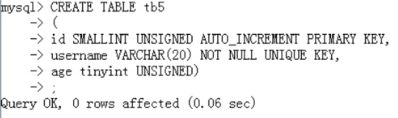 mysql> CREATE TABLE tb5
-> (
-> id SMALLINT UNSIGNED AUTO_INCREMENT PRIMARY KEY,
-> username VARCHAR(20) NOT NULL UNIQUE KEY,
-> age tinyint UNSIGNED)
-> ;
Query OK, 0 rows affected (0.06 sec)